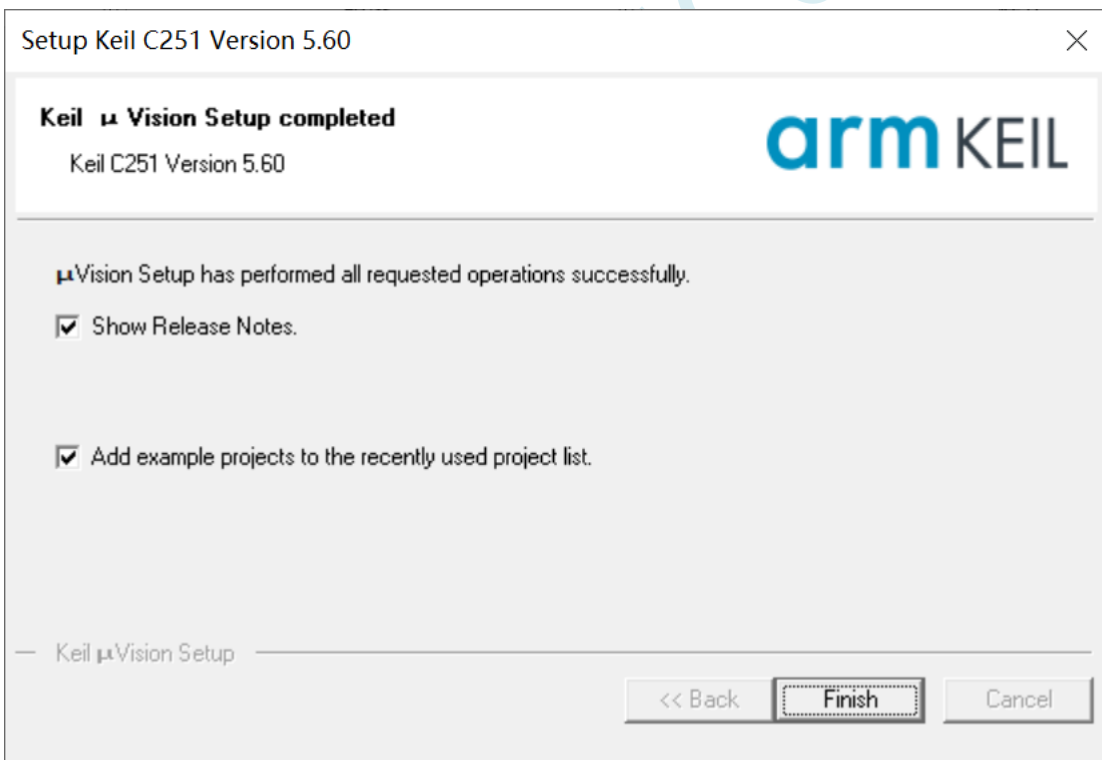 Setup Keil C251 Version 5.60
Keil μ Vision Setup completed
Keil C251 Version 5.60
arm KEIL
μVision Setup has performed all requested operations successfully.
Show Release Notes.
Add example projects to the recently used project list.
Keil μVision Setup
<< Back
Finish
Cancel